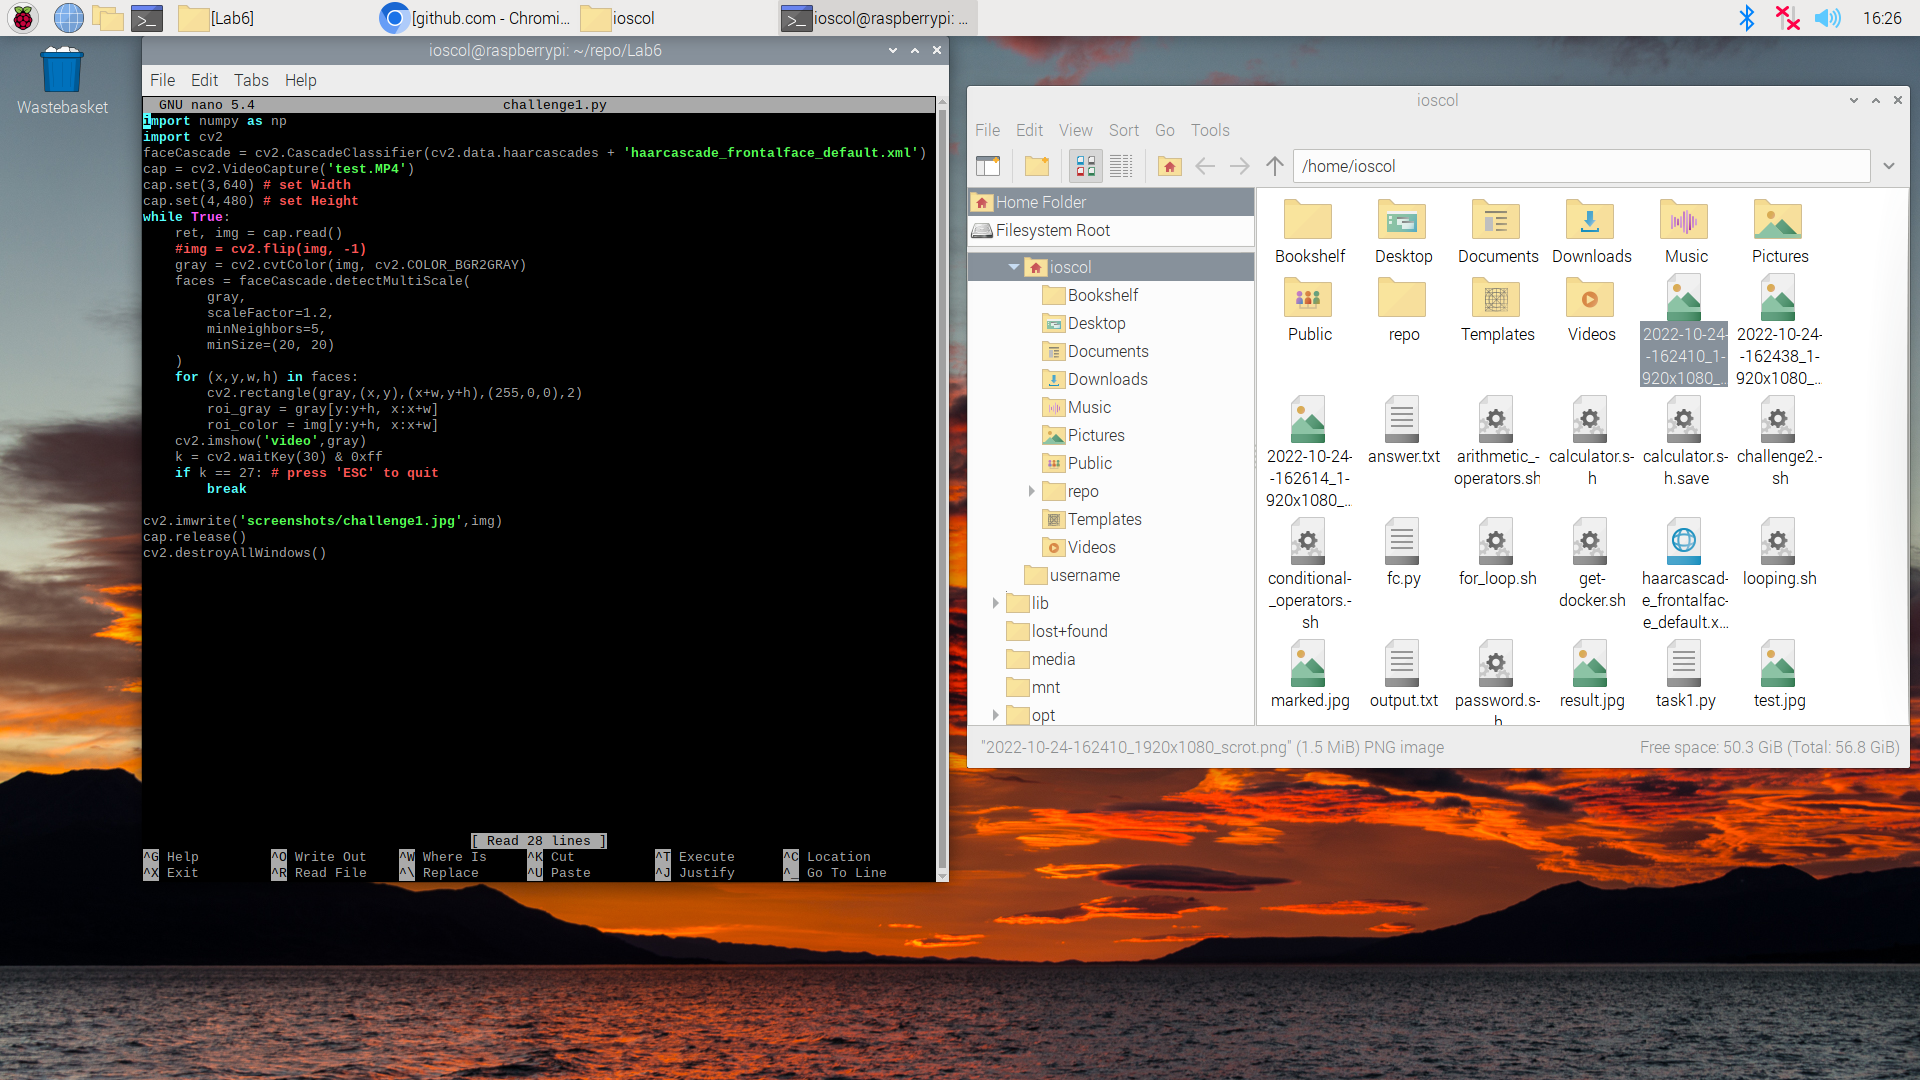 [Lab6]
[github.com - Chromi...
ioscol
ioscol@raspberrypi: ...
16:26
Wastebasket
ioscol@raspberrypi: ~/repo/Lab6
File Edit Tabs Help
GNU nano 5.4 challenge1.py
import numpy as np
import cv2
faceCascade = cv2.CascadeClassifier(cv2.data.haarcascades + 'haarcascade_frontalface_default.xml')
cap = cv2.VideoCapture('test.MP4')
cap.set(3,640) # set Width
cap.set(4,480) # set Height
while True:
    ret, img = cap.read()
    #img = cv2.flip(img, -1)
    gray = cv2.cvtColor(img, cv2.COLOR_BGR2GRAY)
    faces = faceCascade.detectMultiScale(
        gray,
        scaleFactor=1.2,
        minNeighbors=5,
        minSize=(20, 20)
    )
    for (x,y,w,h) in faces:
        cv2.rectangle(gray,(x,y),(x+w,y+h),(255,0,0),2)
        roi_gray = gray[y:y+h, x:x+w]
        roi_color = img[y:y+h, x:x+w]
    cv2.imshow('video',gray)
    k = cv2.waitKey(30) & 0xff
    if k == 27: # press 'ESC' to quit
        break
cv2.imwrite('screenshots/challenge1.jpg',img)
cap.release()
cv2.destroyAllWindows()
[ Read 28 lines ]
^G Help ^O Write Out ^W Where Is ^K Cut ^T Execute ^C Location
^X Exit ^R Read File ^\ Replace ^U Paste ^J Justify ^_ Go To Line
ioscol
File Edit View Sort Go Tools
/home/ioscol
Home Folder
Filesystem Root
ioscol
Bookshelf
Desktop
Documents
Downloads
Music
Pictures
Public
repo
Templates
Videos
username
lib
lost+found
media
mnt
opt
Bookshelf Desktop Documents Downloads Music Pictures
Public repo Templates Videos 2022-10-24- 2022-10-24-
-162410_1- -162438_1-
920x1080_... 920x1080_...
2022-10-24- answer.txt arithmetic_- calculator.s- calculator.s- challenge2.-
-162614_1- operators.sh h h.save sh
920x1080_...
conditional- fc.py for_loop.sh get- haarcascad- looping.sh
_operators.- docker.sh e_frontalfac-
sh e_default.x...
marked.jpg output.txt password.s- result.jpg task1.py test.jpg
h
"2022-10-24-162410_1920x1080_scrot.png" (1.5 MiB) PNG image
Free space: 50.3 GiB (Total: 56.8 GiB)